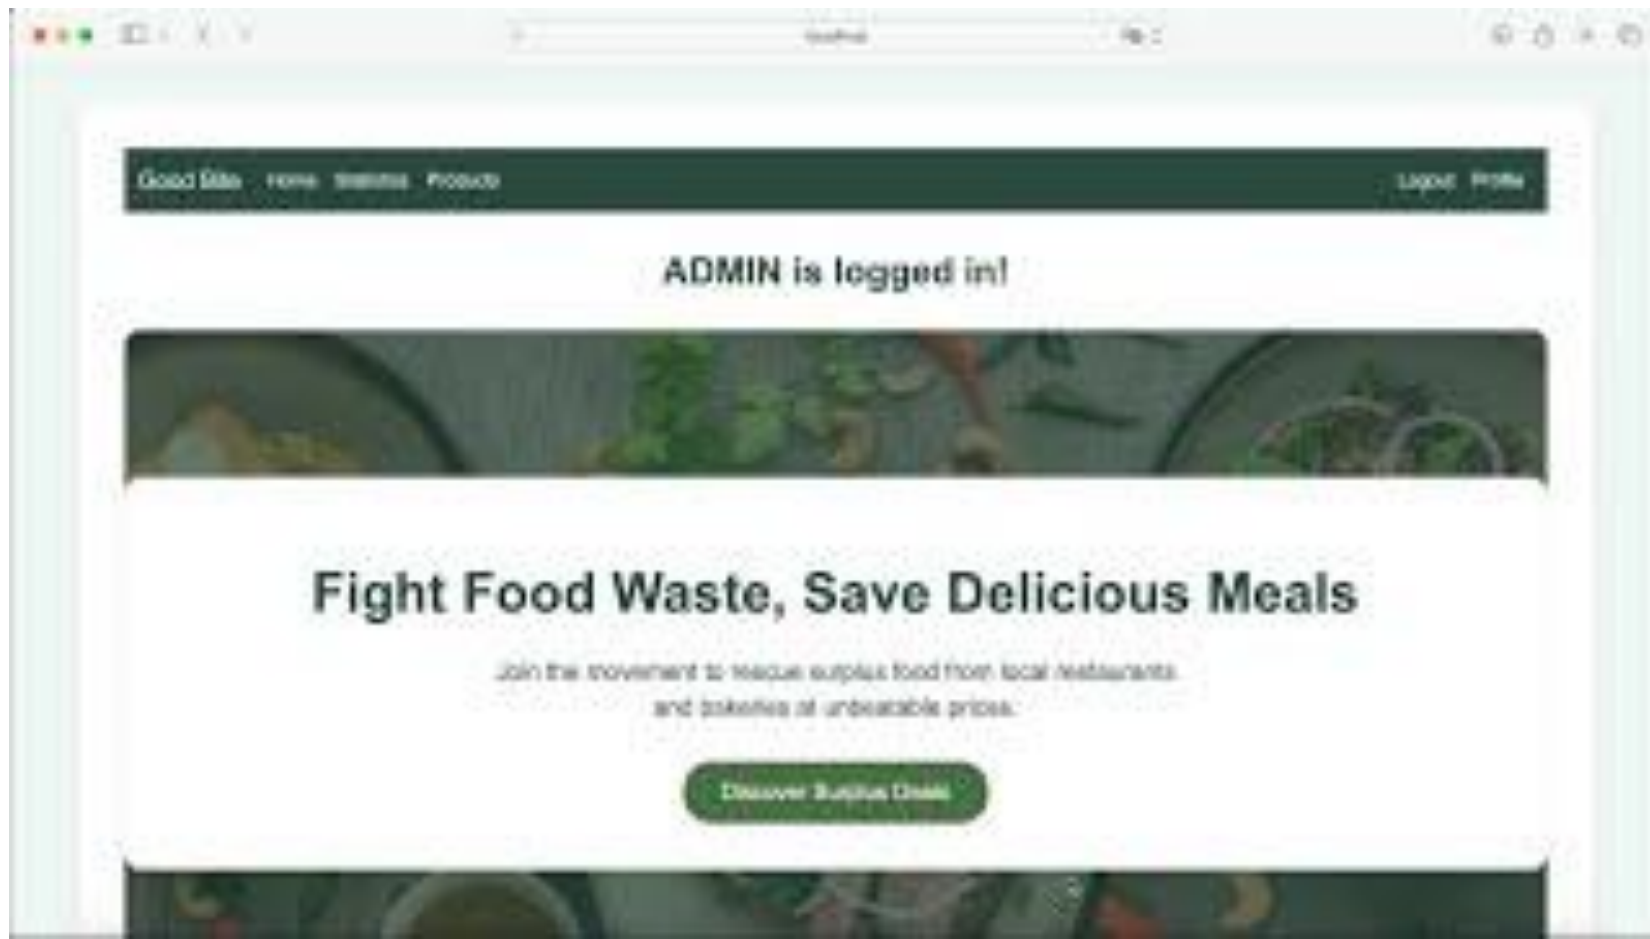 Good Bite Home Statistics Products Logout Profile
ADMIN is logged in!
Fight Food Waste, Save Delicious Meals
Join the movement to rescue surplus food from local restaurants
and bakeries at unbeatable prices.
Discover Surplus Deals